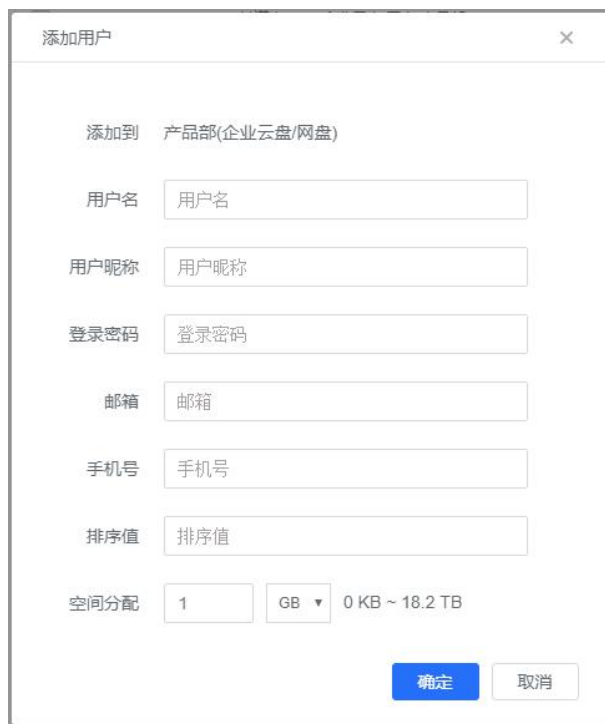 添加用户 ×
添加到 产品部(企业云盘/网盘)
用户名 用户名
用户昵称 用户昵称
登录密码 登录密码
邮箱 邮箱
手机号 手机号
排序值 排序值
空间分配 1 GB ▼ 0 KB ~ 18.2 TB
确定 取消